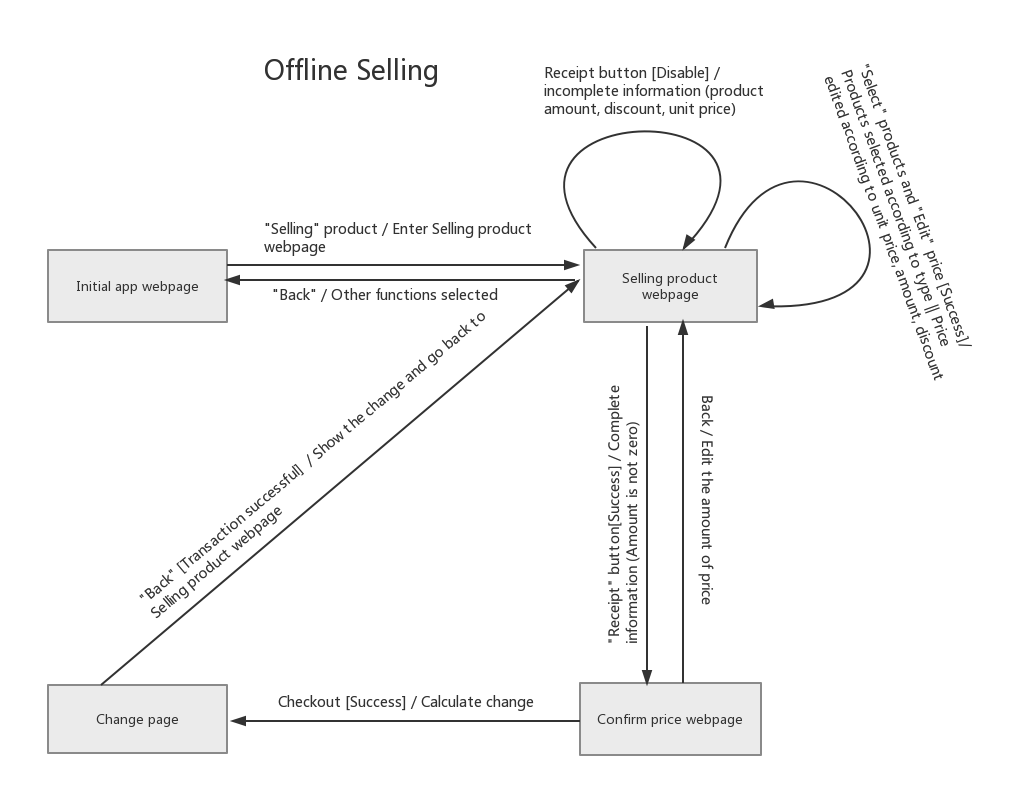 Offline Selling
Receipt button [Disable] /
incomplete information (product
amount, discount, unit price)
"Select" products and "Edit" price [Success]/
Products selected according to type || Price
edited according to unit price, amount, discount
"Selling" product / Enter Selling product
webpage
Initial app webpage
"Back" / Other functions selected
Selling product
webpage
"Back" [Transaction successful] / Show the change and go back to
Selling product webpage
"Receipt" button[Success] / Complete
information (Amount is not zero)
Back / Edit the amount of price
Change page
Checkout [Success] / Calculate change
Confirm price webpage